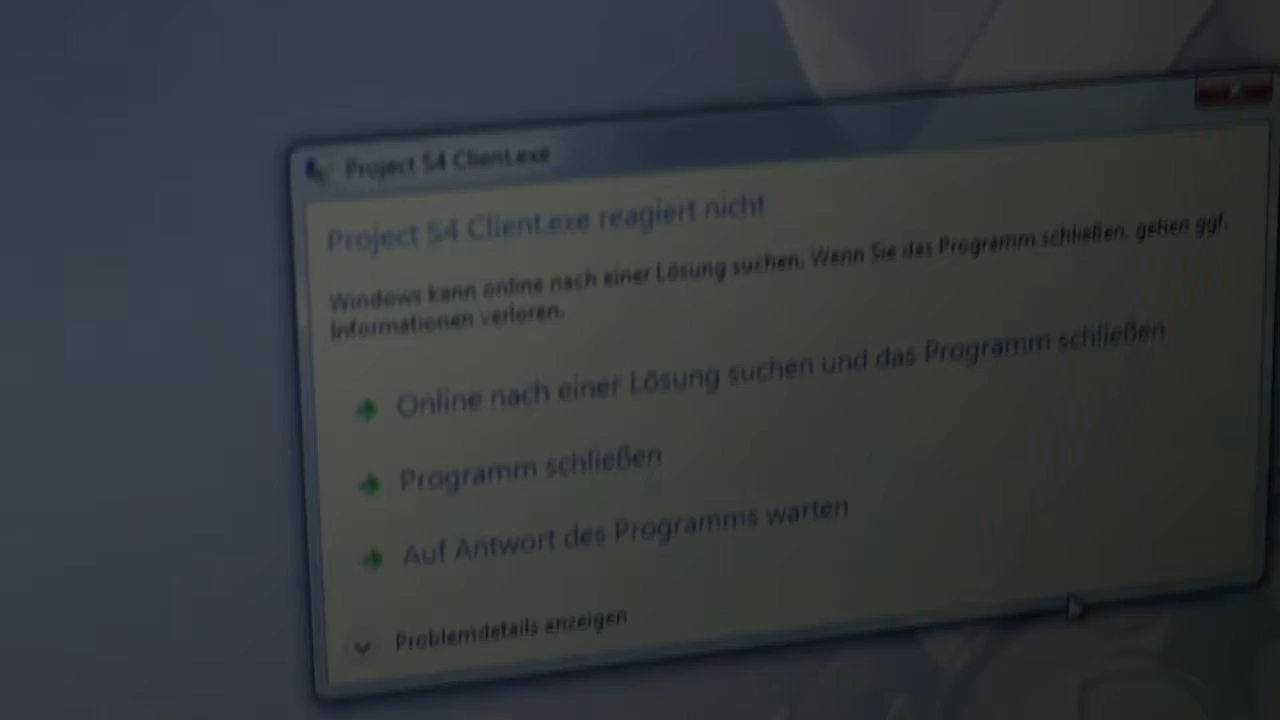 Project S4 Client.exe
Project S4 Client.exe reagiert nicht
Windows kann online nach einer Lösung suchen. Wenn Sie das Programm schließen, gehen ggf.
Informationen verloren.
Online nach einer Lösung suchen und das Programm schließen
Programm schließen
Auf Antwort des Programms warten
Problemdetails anzeigen